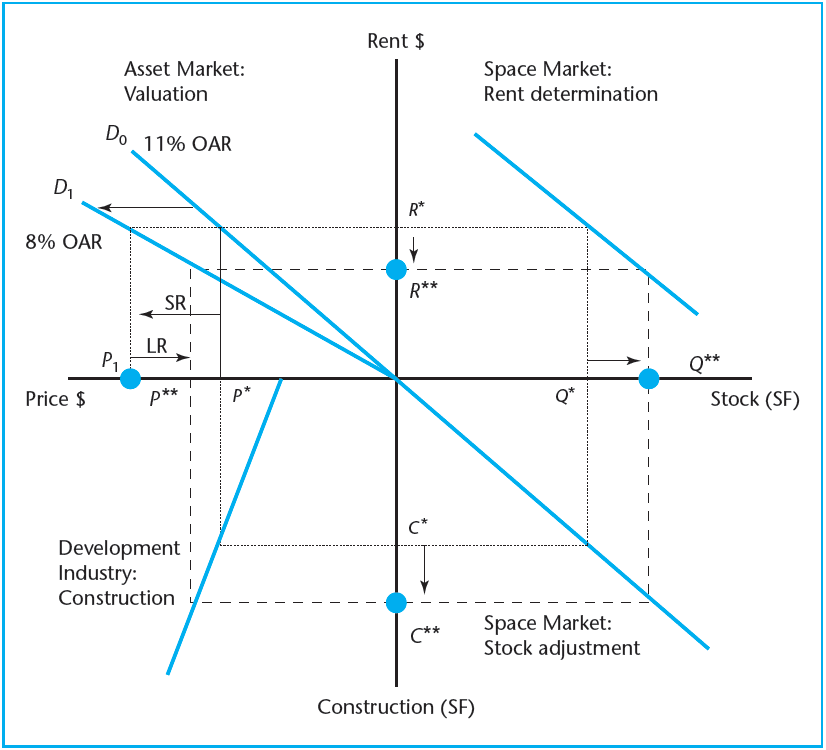 Rent $
Asset Market:
Valuation
Space Market:
Rent determination
D0
11% OAR
D1
8% OAR
R*
R**
SR
LR
P1
P**
P*
Q*
Q**
Price $
Stock (SF)
C*
Development
Industry:
Construction
C**
Space Market:
Stock adjustment
Construction (SF)